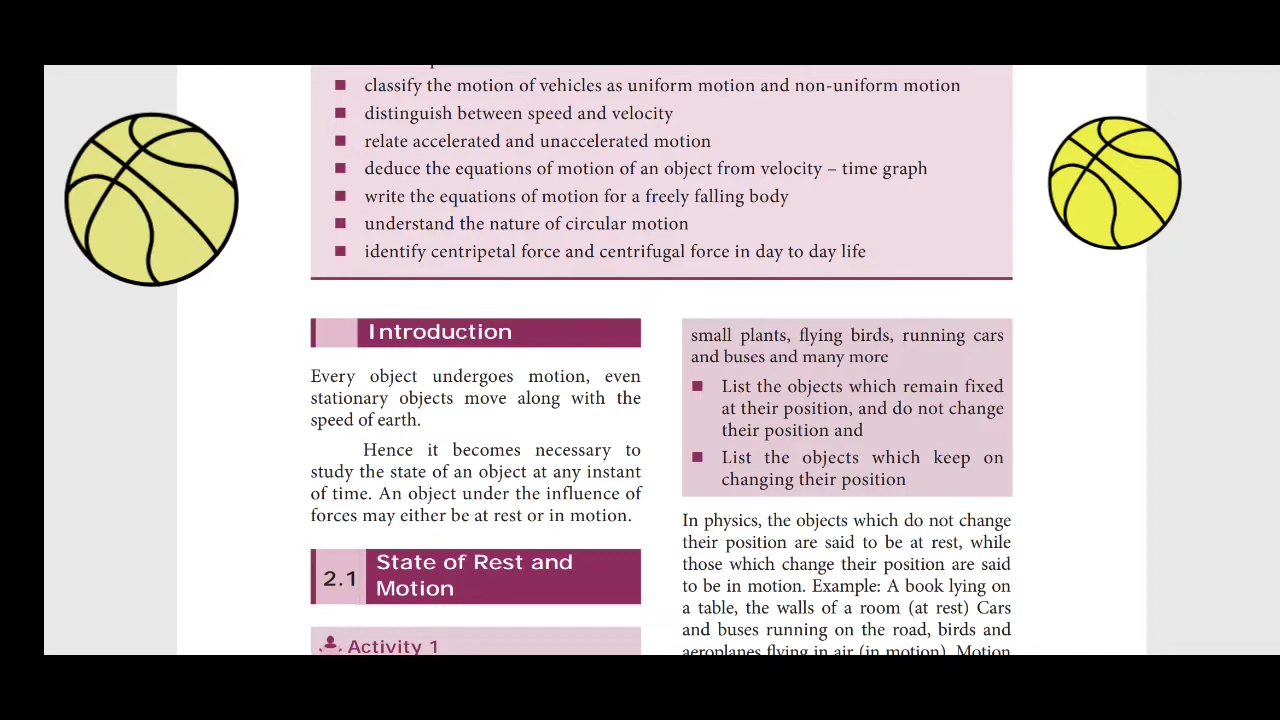 classify the motion of vehicles as uniform motion and non-uniform motion
distinguish between speed and velocity
relate accelerated and unaccelerated motion
deduce the equations of motion of an object from velocity – time graph
write the equations of motion for a freely falling body
understand the nature of circular motion
identify centripetal force and centrifugal force in day to day life
Introduction
Every object undergoes motion, even
stationary objects move along with the
speed of earth.
Hence it becomes necessary to
study the state of an object at any instant
of time. An object under the influence of
forces may either be at rest or in motion.
2.1
State of Rest and
Motion
Activity 1
small plants, flying birds, running cars
and buses and many more
List the objects which remain fixed
at their position, and do not change
their position and
List the objects which keep on
changing their position
In physics, the objects which do not change
their position are said to be at rest, while
those which change their position are said
to be in motion. Example: A book lying on
a table, the walls of a room (at rest) Cars
and buses running on the road, birds and
aeroplanes flying in air (in motion). Motion